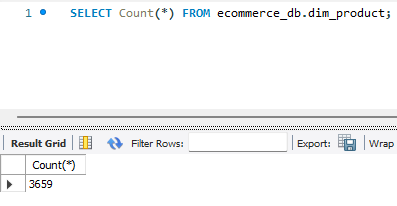 1 SELECT Count(*) FROM ecommerce_db.dim_product;
Result Grid Filter Rows: Export: Wrap
Count(*)
3659